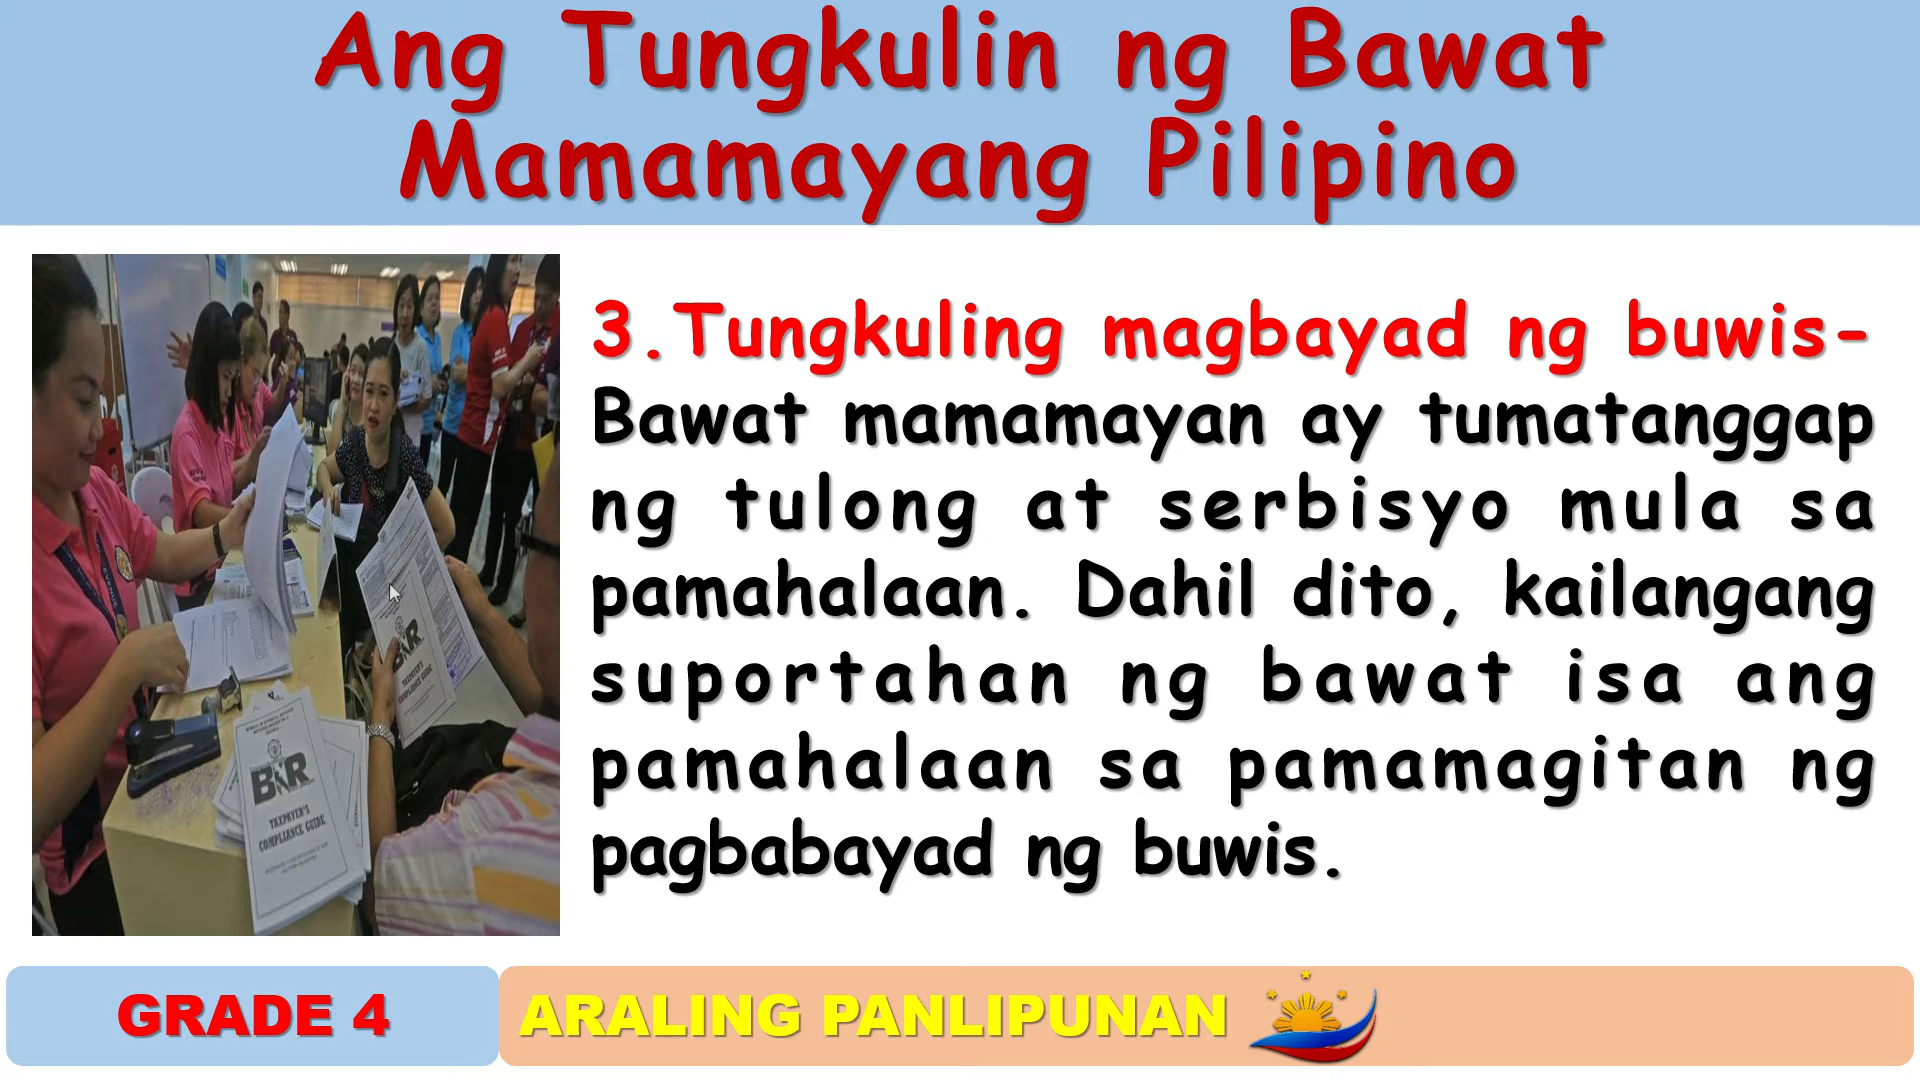 Ang Tungkulin ng Bawat
Mamamayang Pilipino
3.Tungkuling magbayad ng buwis-
Bawat mamamayan ay tumatanggap
ng tulong at serbisyo mula sa
pamahalaan. Dahil dito, kailangang
suportahan ng bawat isa ang
pamahalaan sa pamamagitan ng
pagbabayad ng buwis.
BIR
TAXPAYER'S
COMPLIANCE GUIDE
BIR
TAXPAYER'S
COMPLIANCE GUIDE
GRADE 4
ARALING PANLIPUNAN